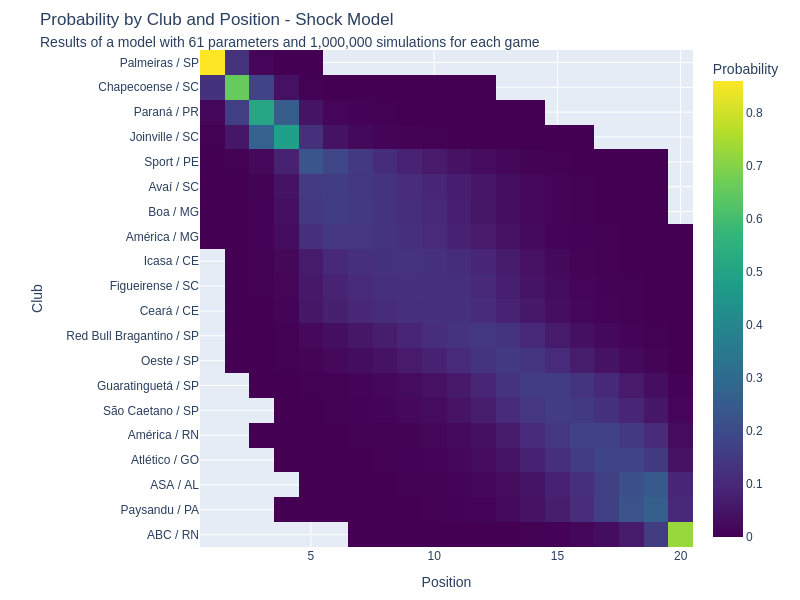 Probability by Club and Position - Shock Model
Results of a model with 61 parameters and 1,000,000 simulations for each game
Probability
Palmeiras / SP
Chapecoense / SC
Paraná / PR
Joinville / SC
Sport / PE
Avaí / SC
Boa / MG
América / MG
Icasa / CE
Figueirense / SC
Ceará / CE
Red Bull Bragantino / SP
Oeste / SP
Guaratinguetá / SP
São Caetano / SP
América / RN
Atlético / GO
ASA / AL
Paysandu / PA
ABC / RN
Club
5
10
15
20
Position
0.8
0.7
0.6
0.5
0.4
0.3
0.2
0.1
0